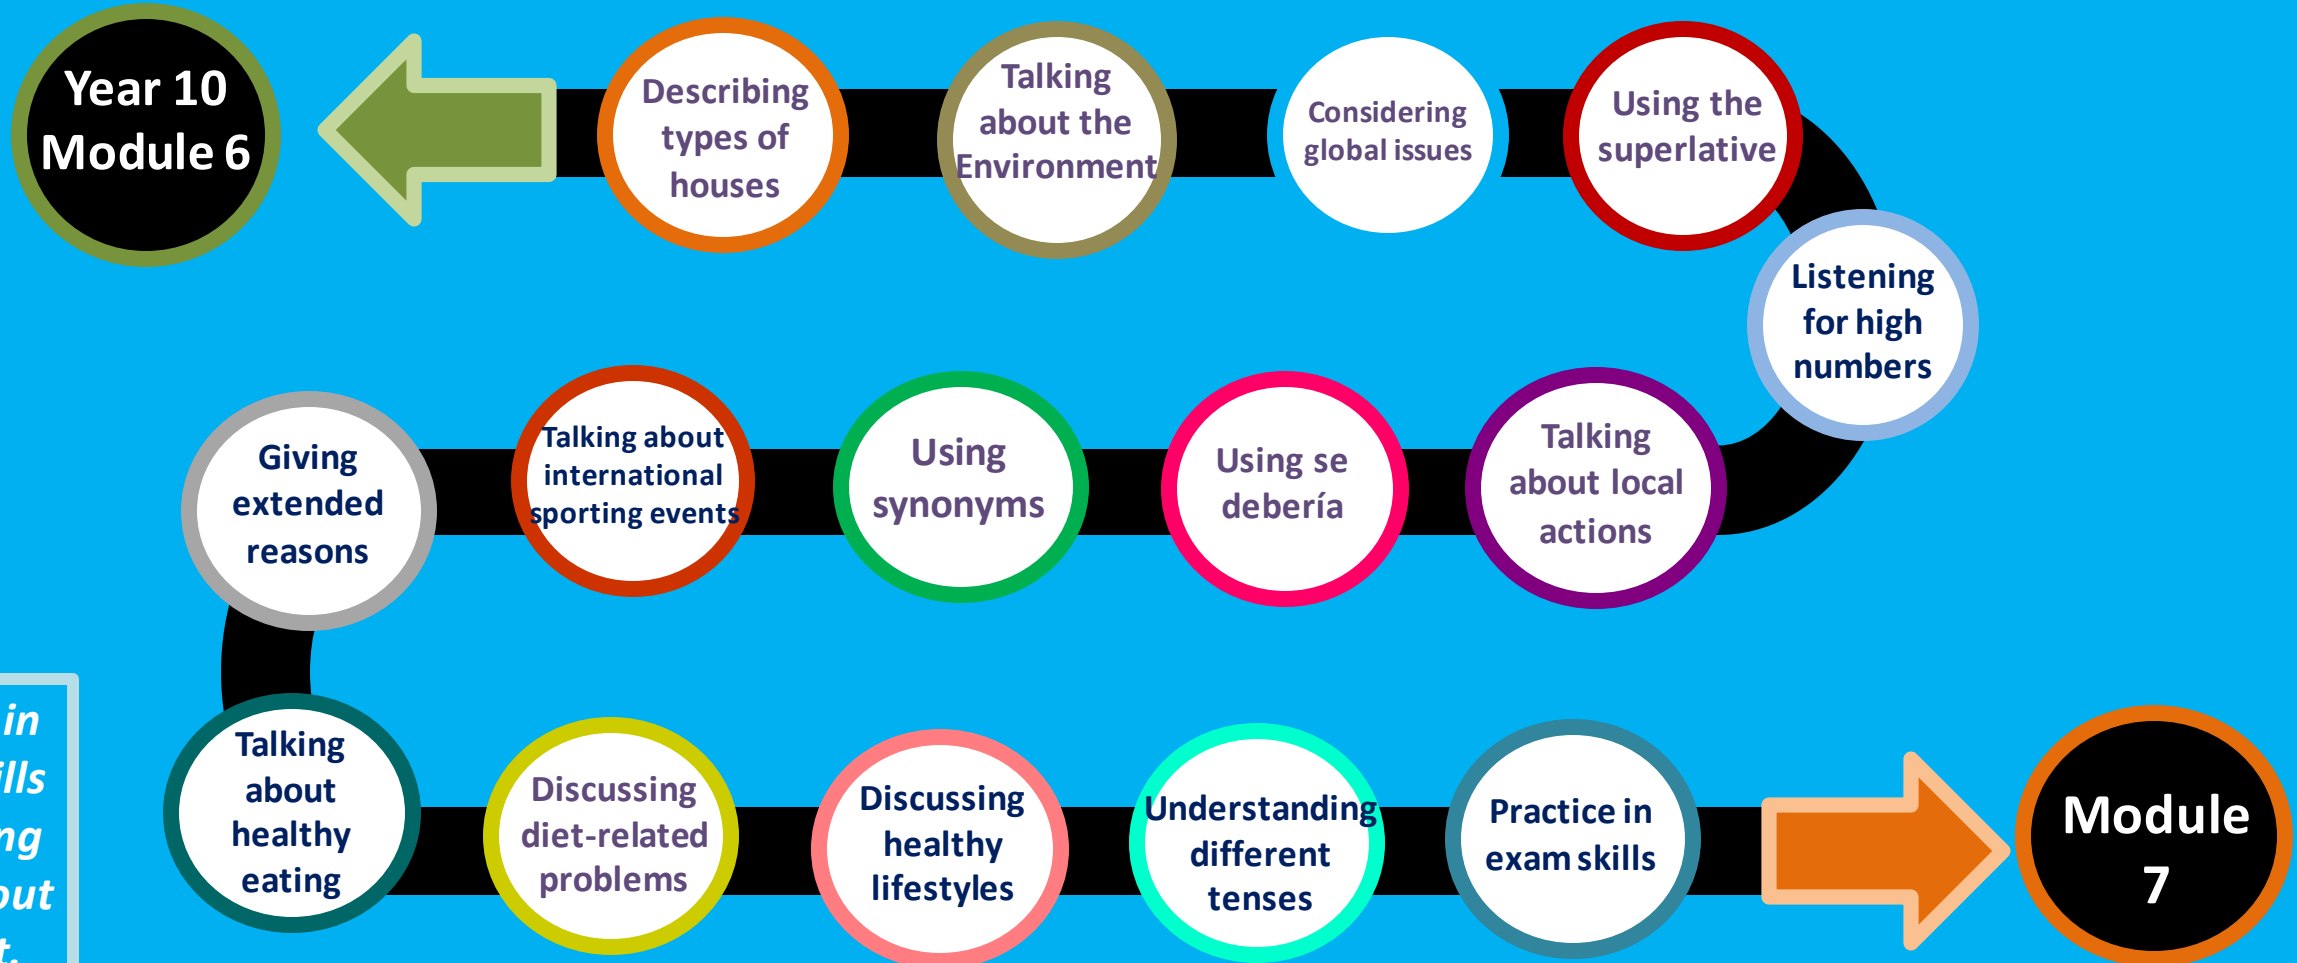 Year 10
Module 6
Describing
types of
houses
Talking
about the
Environment
Considering
global issues
Using the
superlative
Listening
for high
numbers
Giving
extended
reasons
Talking about
international
sporting events
Using
synonyms
Using se
debería
Talking
about local
actions
in
out
Talking
about
healthy
eating
Discussing
diet-related
problems
Discussing
healthy
lifestyles
Understanding
different
tenses
Practice in
exam skills
Module
7